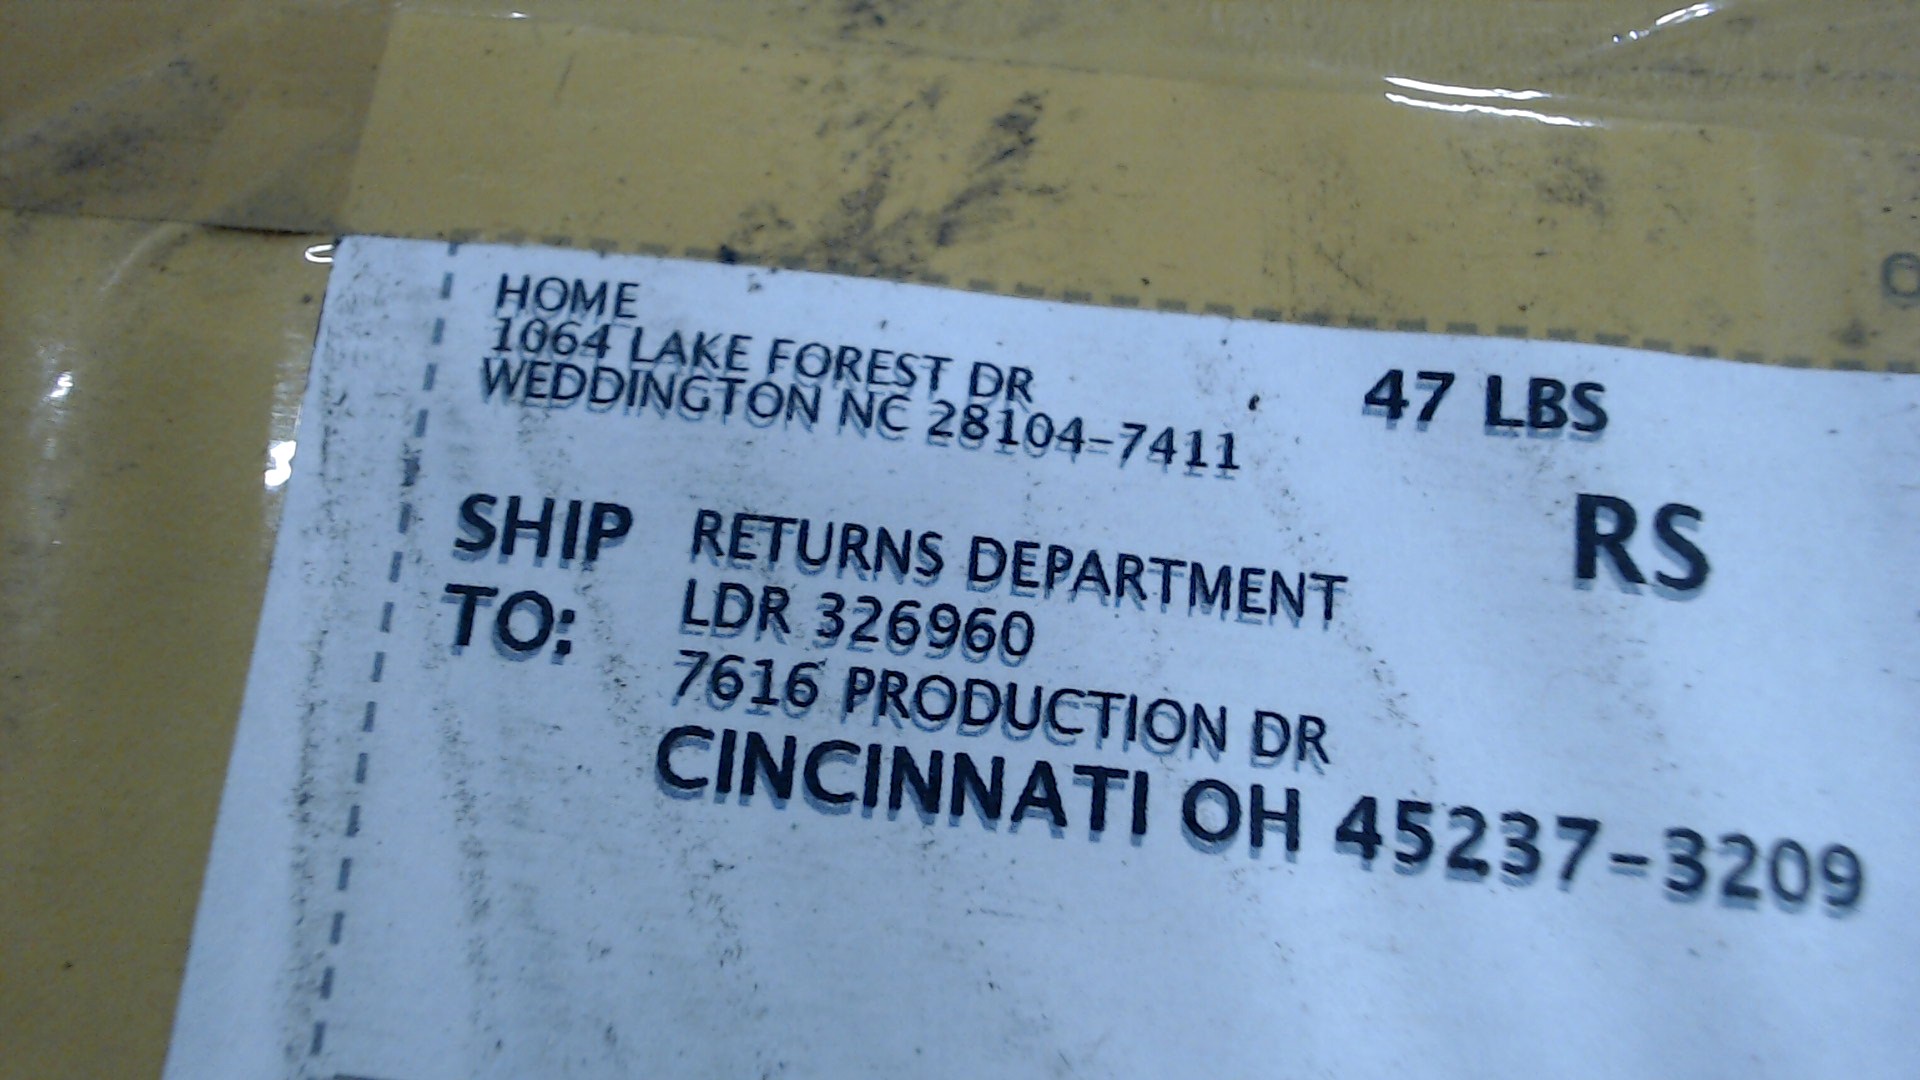 HOME
1064 LAKE FOREST DR
WEDDINGTON NC 28104-7411
47 LBS
RS
SHIP TO:
RETURNS DEPARTMENT
LDR 326960
7616 PRODUCTION DR
CINCINNATI OH 45237-3209